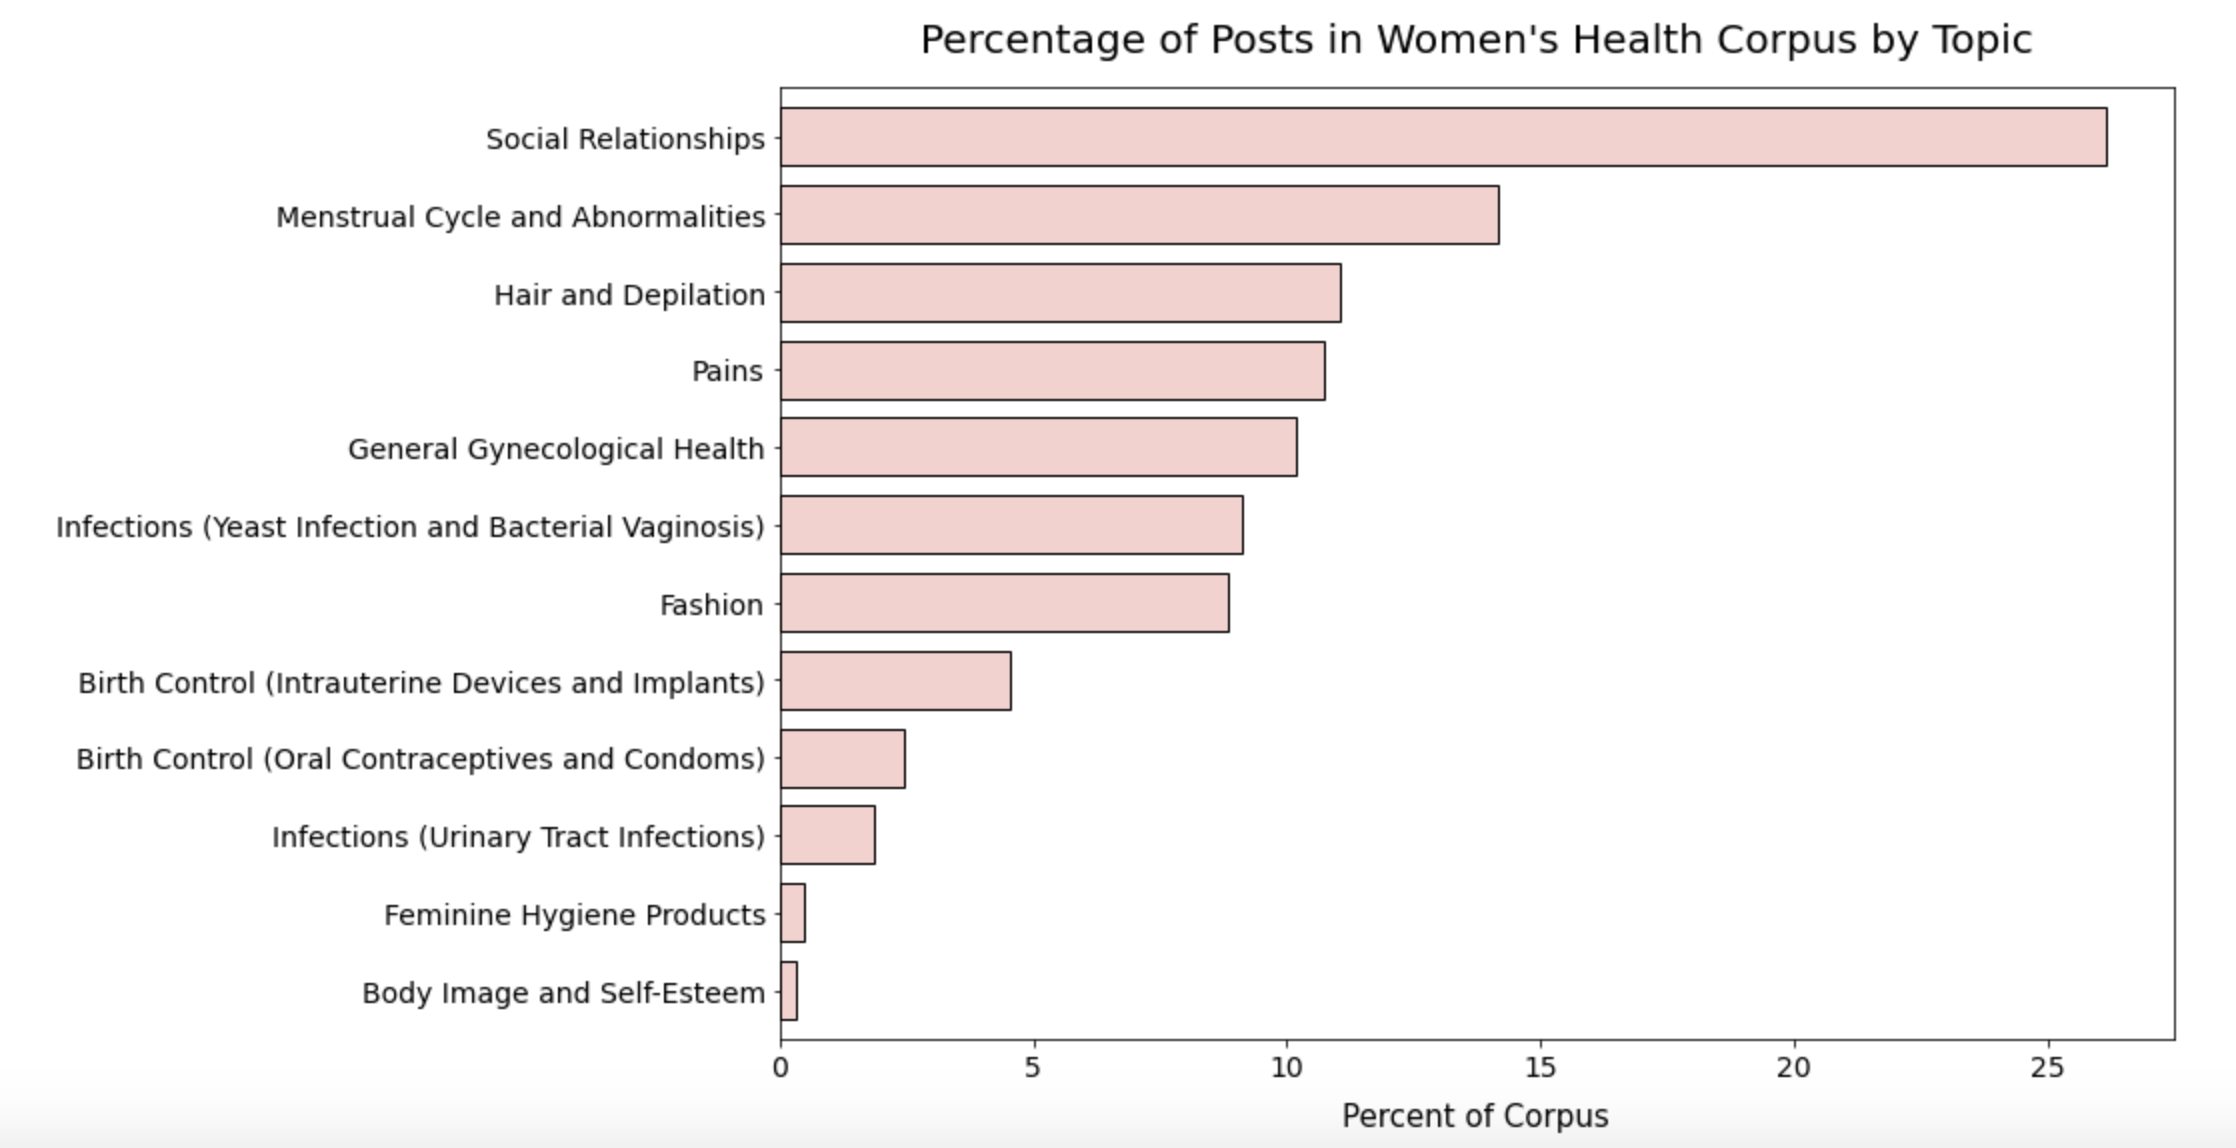 Percentage of Posts in Women's Health Corpus by Topic
Social Relationships
Menstrual Cycle and Abnormalities
Hair and Depilation
Pains
General Gynecological Health
Infections (Yeast Infection and Bacterial Vaginosis)
Fashion
Birth Control (Intrauterine Devices and Implants)
Birth Control (Oral Contraceptives and Condoms)
Infections (Urinary Tract Infections)
Feminine Hygiene Products
Body Image and Self-Esteem
0 5 10 15 20 25
Percent of Corpus